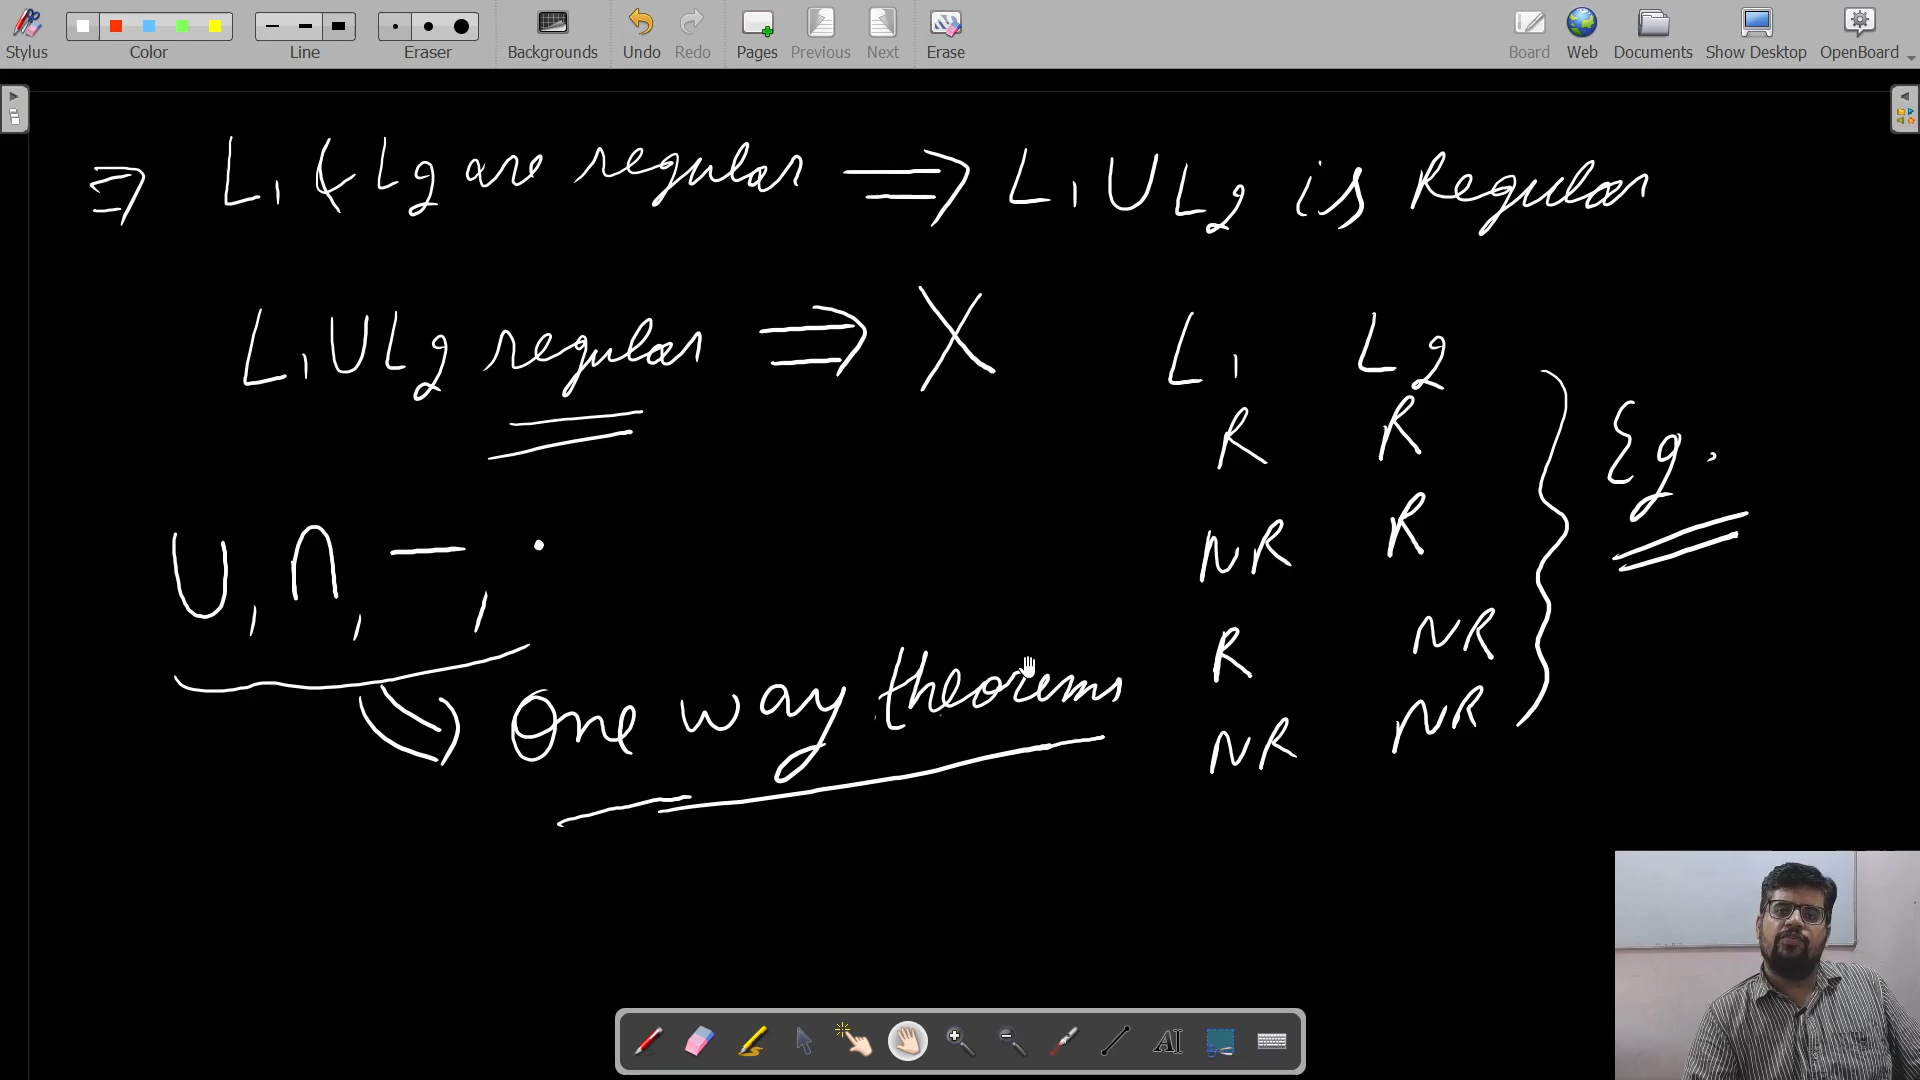 Stylus Color Line Eraser Backgrounds Undo Redo Pages Previous Next Erase Board Web Documents Show Desktop OpenBoard
⇒ L1 & L2 are regular ⟹ L1 U L2 is Regular
L1 U L2 regular ⟹ X
L1 L2
R R
NR R
R NR
NR NR
Eg.
U, ∩, —, ·
⇒ One way theorems
AI